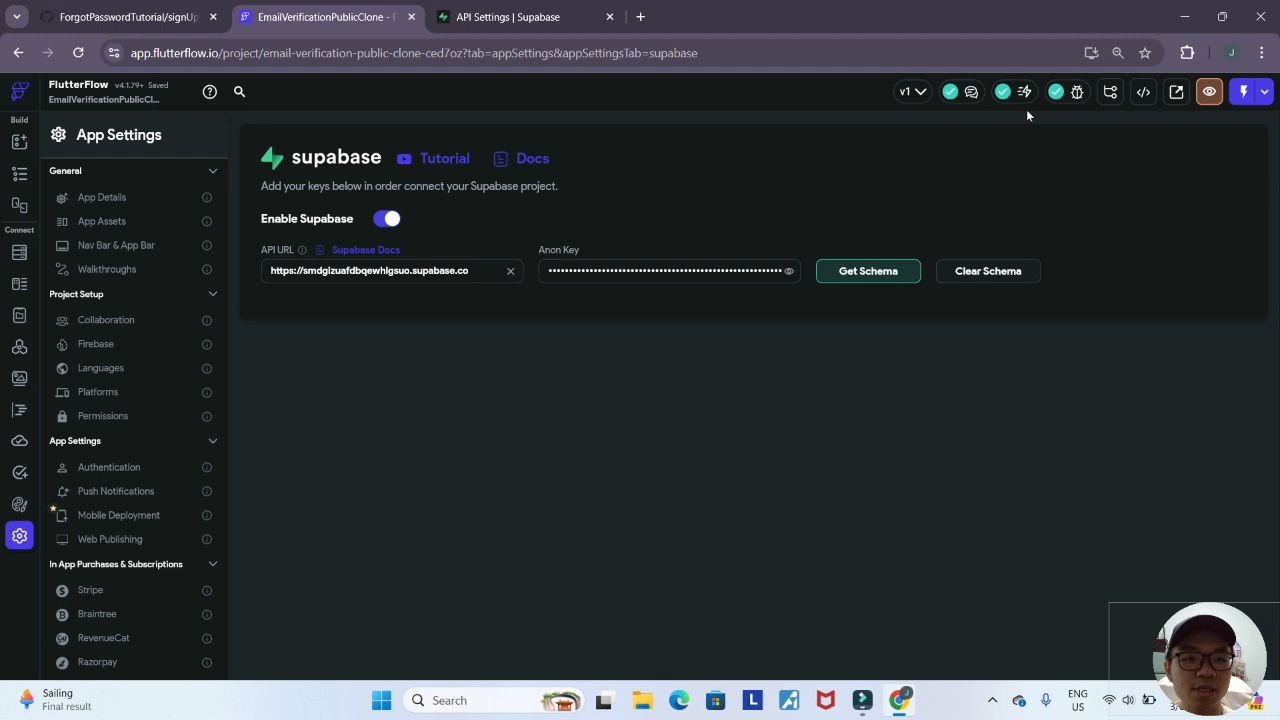 ForgotPasswordTutorial/signUp
EmailVerificationPublicClone - F
API Settings | Supabase
app.flutterflow.io/project/email-verification-public-clone-ced7oz?tab=appSettings&appSettingsTab=supabase
J
FlutterFlow v4.1.79+ Saved
EmailVerificationPublicCl...
v1
Build
Connect
App Settings
General
App Details
App Assets
Nav Bar & App Bar
Walkthroughs
Project Setup
Collaboration
Firebase
Languages
Platforms
Permissions
App Settings
Authentication
Push Notifications
Mobile Deployment
Web Publishing
In App Purchases & Subscriptions
Stripe
Braintree
RevenueCat
Razorpay
supabase Tutorial Docs
Add your keys below in order connect your Supabase project.
Enable Supabase
API URL Supabase Docs Anon Key
https://smdgizuafdbqewhlgsuo.supabase.co
Get Schema Clear Schema
Sailing
Final result
Search
ENG
US
PRE